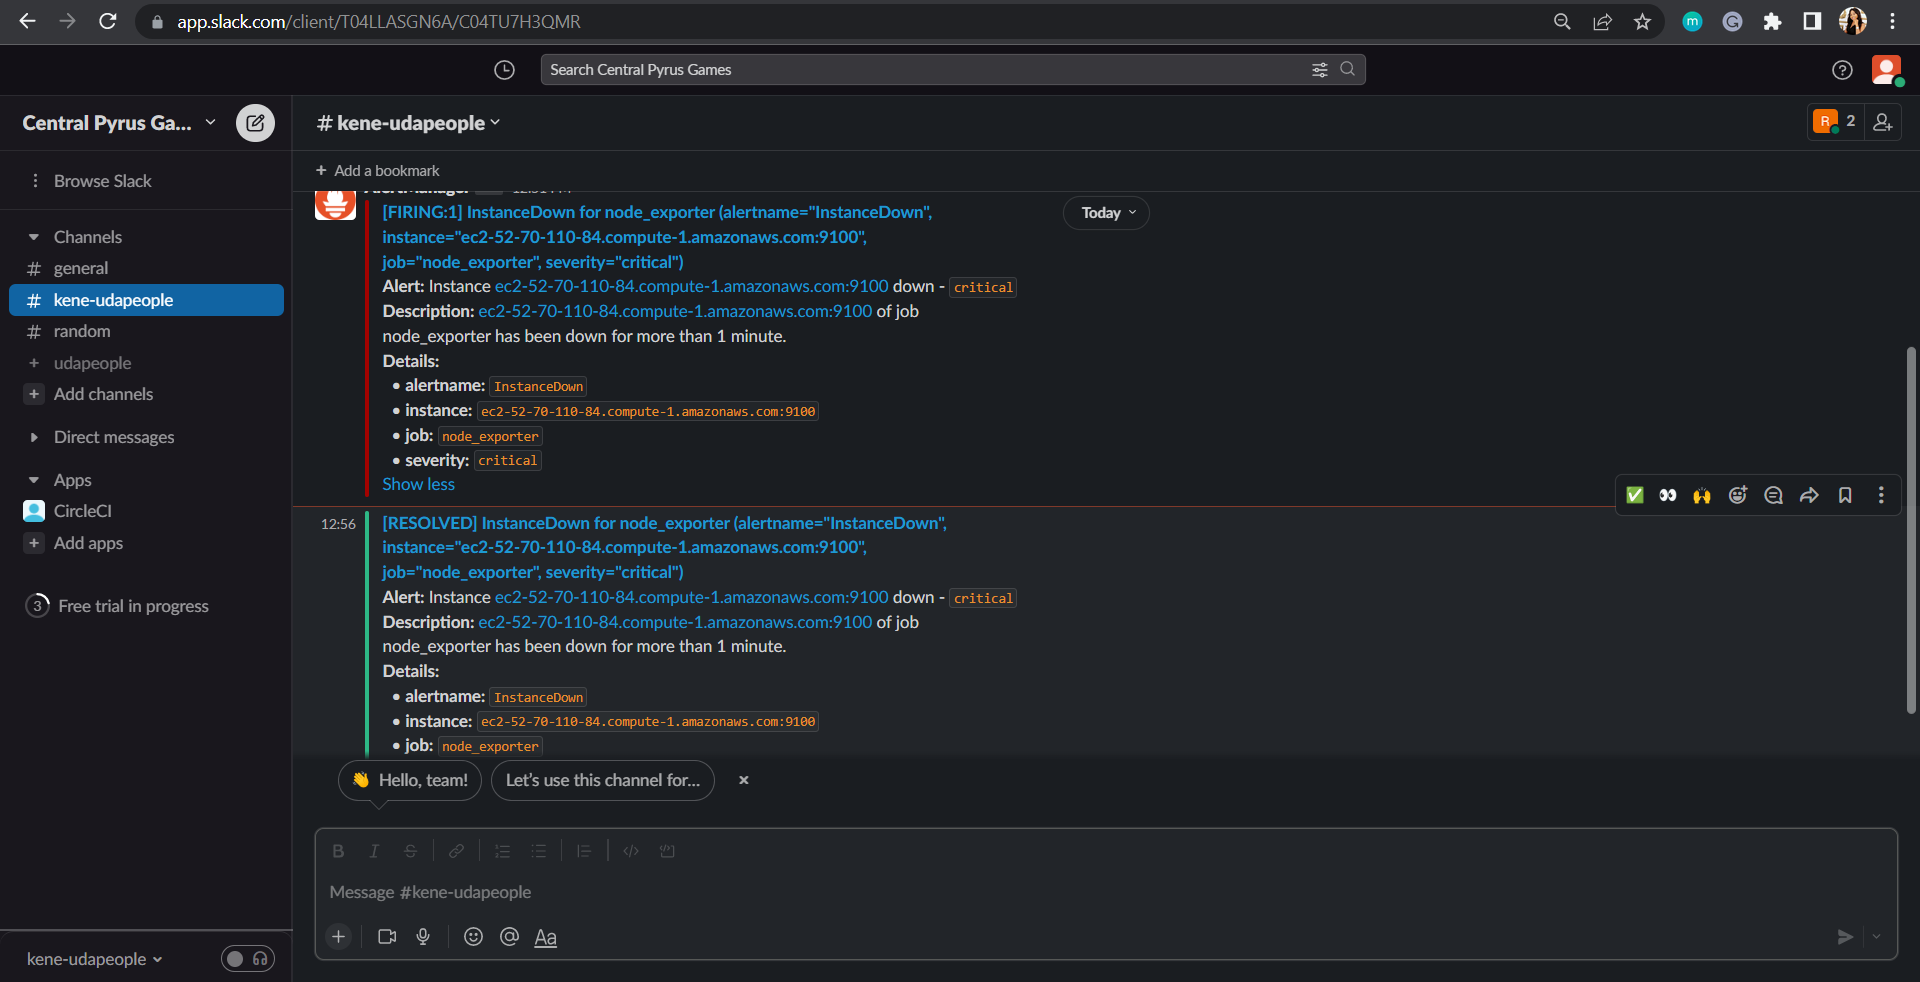 app.slack.com/client/T04LLASGN6A/C04TU7H3QMR
m
Search Central Pyrus Games
Central Pyrus Ga...
# kene-udapeople
R 2
+ Add a bookmark
Browse Slack
Channels
# general
# kene-udapeople
# random
+ udapeople
+ Add channels
Direct messages
Apps
CircleCI
+ Add apps
3 Free trial in progress
kene-udapeople
AlertManager
Today
[FIRING:1] InstanceDown for node_exporter (alertname="InstanceDown",
instance="ec2-52-70-110-84.compute-1.amazonaws.com:9100",
job="node_exporter", severity="critical")
Alert: Instance ec2-52-70-110-84.compute-1.amazonaws.com:9100 down - critical
Description: ec2-52-70-110-84.compute-1.amazonaws.com:9100 of job
node_exporter has been down for more than 1 minute.
Details:
• alertname: InstanceDown
• instance: ec2-52-70-110-84.compute-1.amazonaws.com:9100
• job: node_exporter
• severity: critical
Show less
12:56
[RESOLVED] InstanceDown for node_exporter (alertname="InstanceDown",
instance="ec2-52-70-110-84.compute-1.amazonaws.com:9100",
job="node_exporter", severity="critical")
Alert: Instance ec2-52-70-110-84.compute-1.amazonaws.com:9100 down - critical
Description: ec2-52-70-110-84.compute-1.amazonaws.com:9100 of job
node_exporter has been down for more than 1 minute.
Details:
• alertname: InstanceDown
• instance: ec2-52-70-110-84.compute-1.amazonaws.com:9100
• job: node_exporter
👋 Hello, team!
Let's use this channel for...
B I S
Message #kene-udapeople
Aa